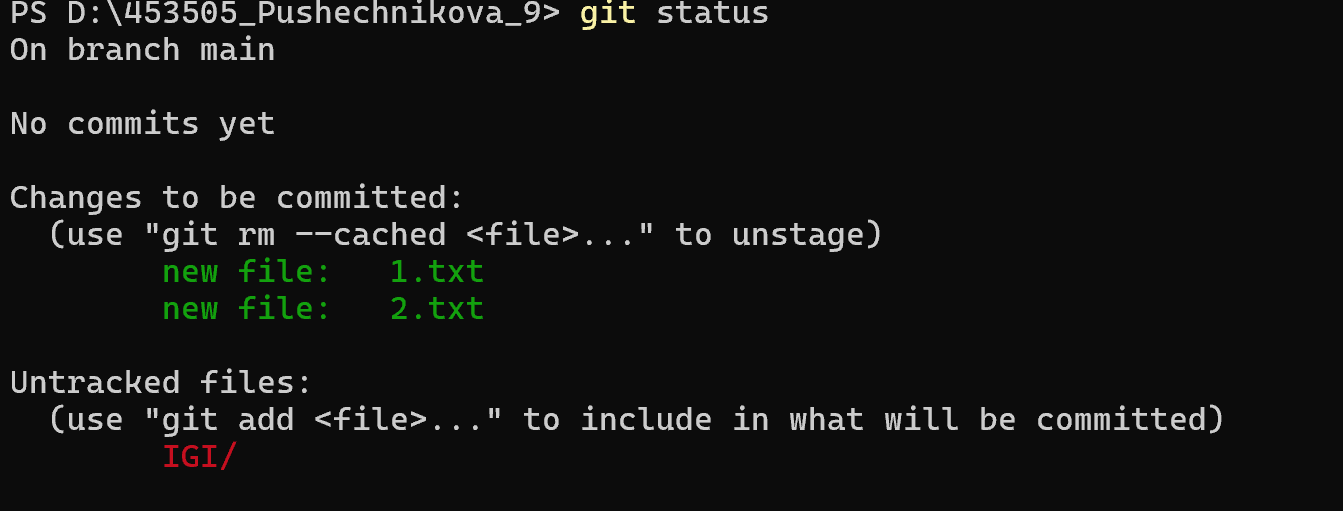 PS D:\453505_Pushechnikova_9> git status
On branch main
No commits yet
Changes to be committed:
(use "git rm --cached <file>..." to unstage)
new file:   1.txt
new file:   2.txt
Untracked files:
(use "git add <file>..." to include in what will be committed)
IGI/